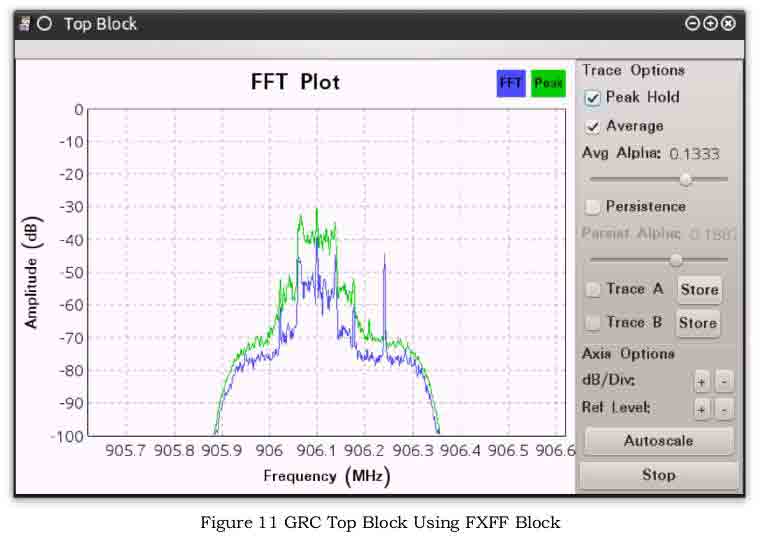 Top Block
FFT Plot
FFT Peak
0
-10
-20
-30
-40
-50
-60
-70
-80
-90
-100
Amplitude (dB)
905.7 905.8 905.9 906 906.1 906.2 906.3 906.4 906.5 906.6
Frequency (MHz)
Trace Options
Peak Hold
Average
Avg Alpha: 0.1333
Persistence
Persist Alpha:
Trace A Store
Trace B Store
Axis Options
dB/Div: + -
Ref Level: + -
Autoscale
Stop
Figure 11 GRC Top Block Using FXFF Block